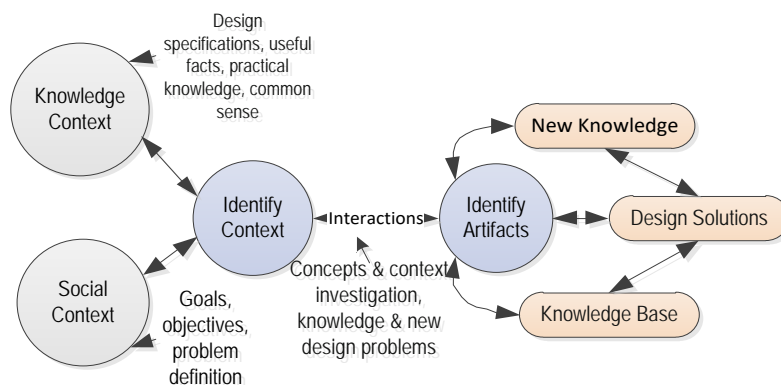 Design
specifications, useful
facts, practical
knowledge, common
sense
Knowledge
Context
Identify
Context
Social
Context
Goals,
objectives,
problem
definition
Interactions
Concepts & context
investigation,
knowledge & new
design problems
Identify
Artifacts
New Knowledge
Design Solutions
Knowledge Base